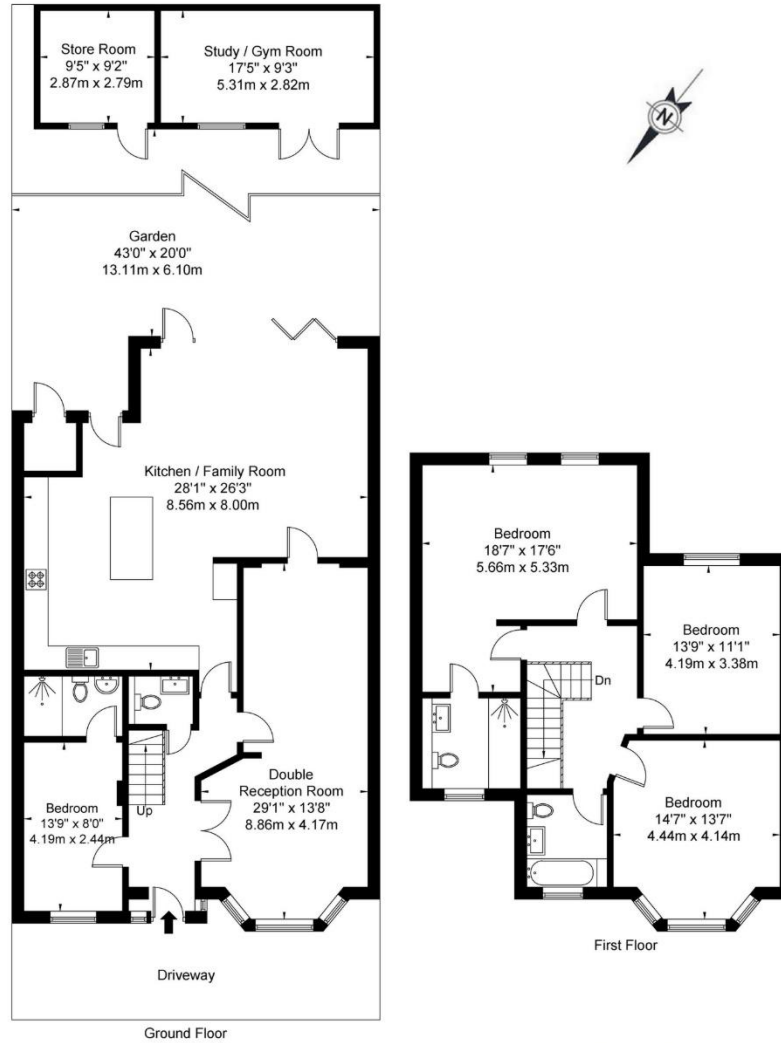 Store Room
9'5" x 9'2"
2.87m x 2.79m
Study / Gym Room
17'5" x 9'3"
5.31m x 2.82m
N
Garden
43'0" x 20'0"
13.11m x 6.10m
Kitchen / Family Room
28'1" x 26'3"
8.56m x 8.00m
Bedroom
13'9" x 8'0"
4.19m x 2.44m
Up
Double
Reception Room
29'1" x 13'8"
8.86m x 4.17m
Driveway
Ground Floor
Bedroom
18'7" x 17'6"
5.66m x 5.33m
Bedroom
13'9" x 11'1"
4.19m x 3.38m
Dn
Bedroom
14'7" x 13'7"
4.44m x 4.14m
First Floor